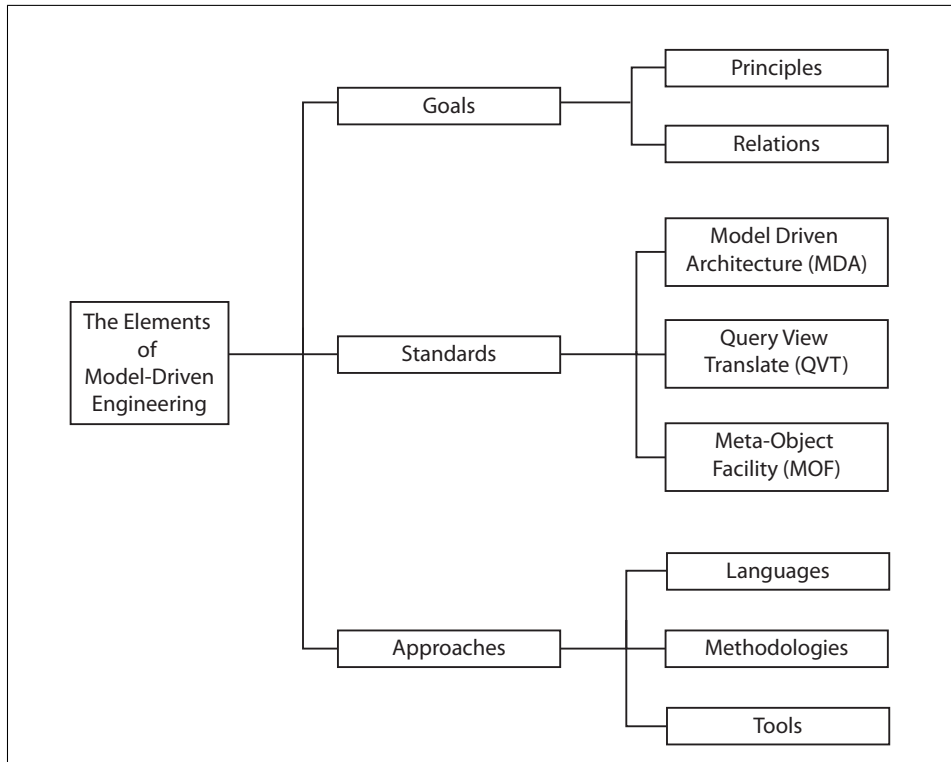 The Elements
of
Model-Driven
Engineering
Goals
Principles
Relations
Standards
Model Driven
Architecture (MDA)
Query View
Translate (QVT)
Meta-Object
Facility (MOF)
Approaches
Languages
Methodologies
Tools